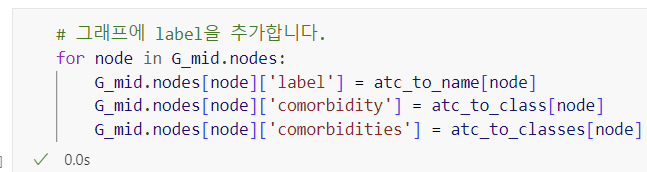 # 그래프에 label을 추가합니다.
for node in G_mid.nodes:
    G_mid.nodes[node]['label'] = atc_to_name[node]
    G_mid.nodes[node]['comorbidity'] = atc_to_class[node]
    G_mid.nodes[node]['comorbidities'] = atc_to_classes[node]
] ✓ 0.0s